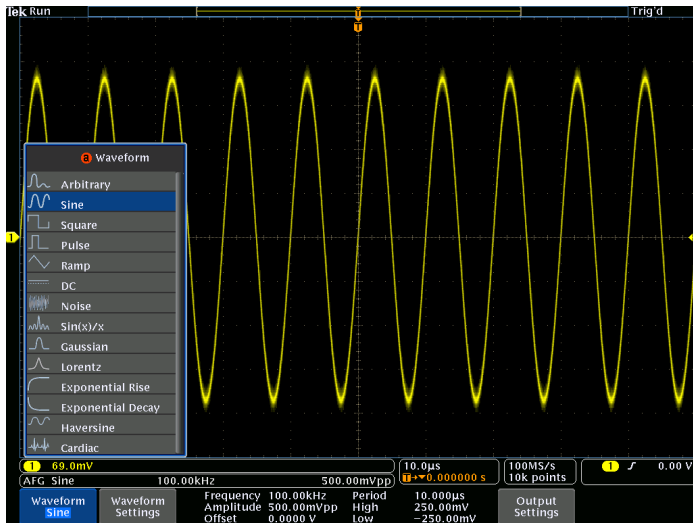 Tek Run Trig'd
T
T
a Waveform
Arbitrary
Sine
Square
Pulse
Ramp
DC
Noise
Sin(x)/x
Gaussian
Lorentz
Exponential Rise
Exponential Decay
Haversine
Cardiac
1
1 69.0mV
AFG Sine 100.00kHz 500.00mVpp
10.0µs
T→▼0.000000 s
100MS/s
10k points
1 0.00 V
Waveform
Sine
Waveform
Settings
Frequency 100.00kHz Period 10.000µs
Amplitude 500.00mVpp High 250.00mV
Offset 0.0000 V Low −250.00mV
Output
Settings